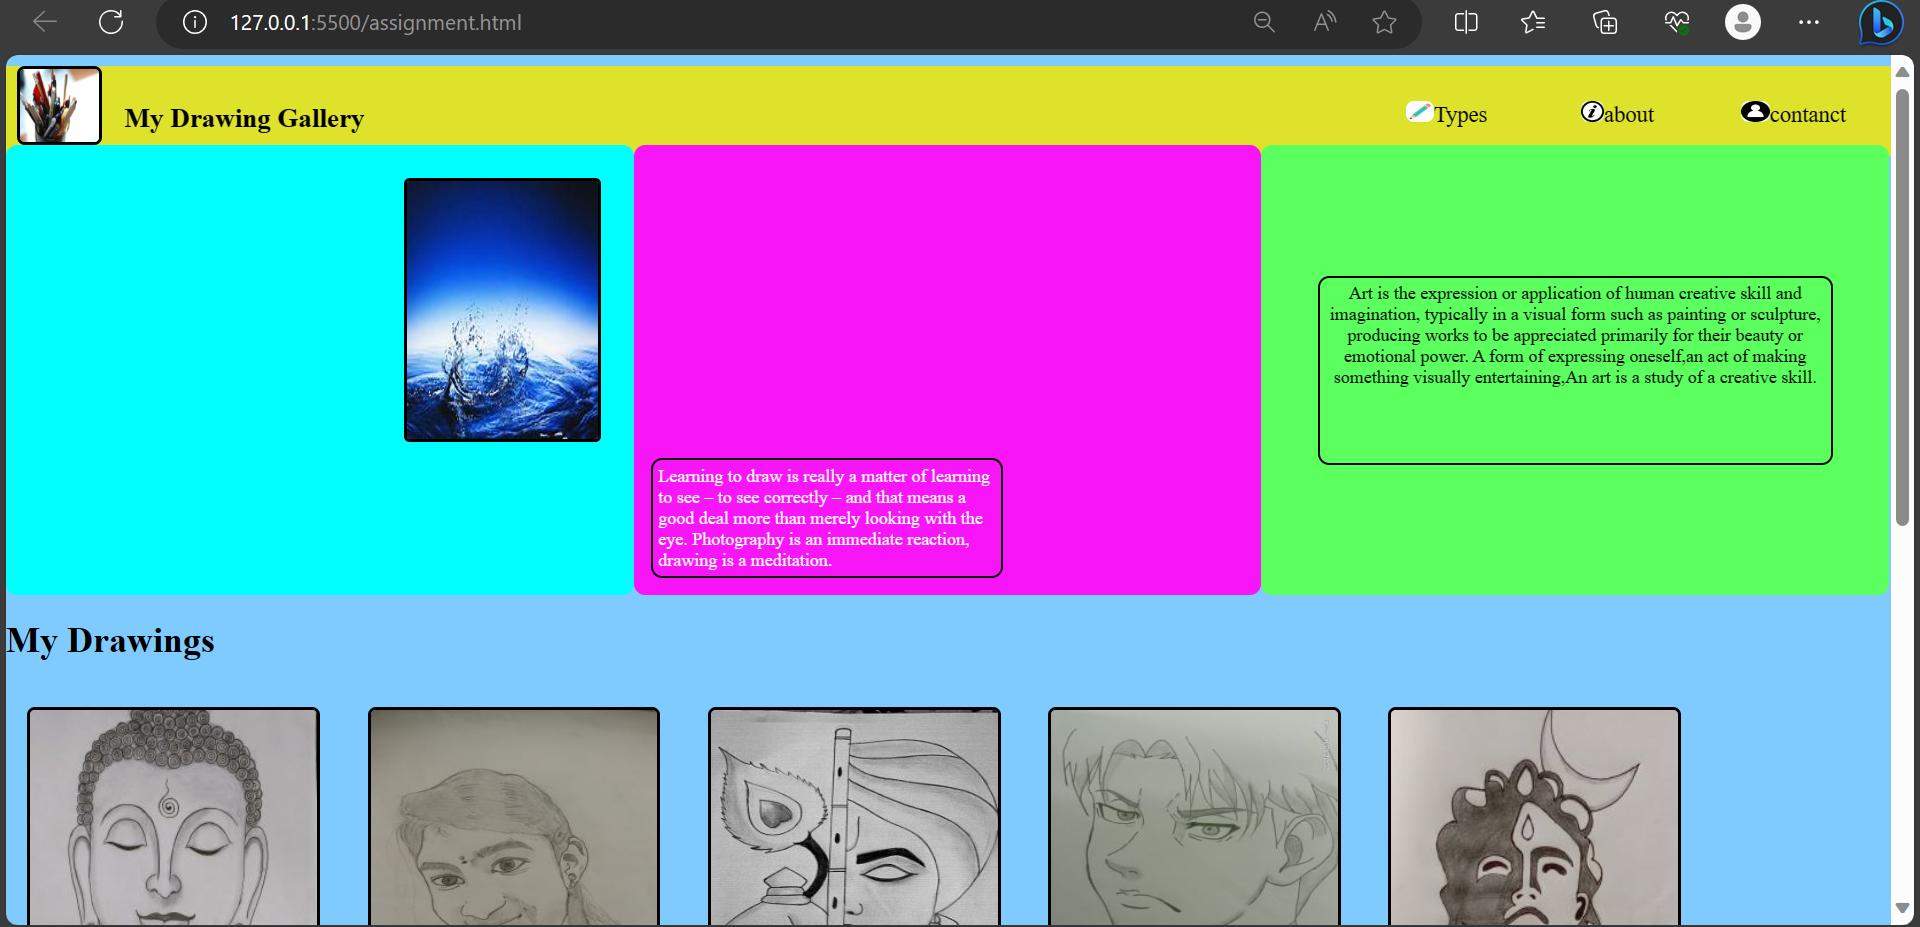 127.0.0.1:5500/assignment.html
My Drawing Gallery
Types
about
contanct
Learning to draw is really a matter of learning
to see – to see correctly – and that means a
good deal more than merely looking with the
eye. Photography is an immediate reaction,
drawing is a meditation.
Art is the expression or application of human creative skill and
imagination, typically in a visual form such as painting or sculpture,
producing works to be appreciated primarily for their beauty or
emotional power. A form of expressing oneself,an act of making
something visually entertaining,An art is a study of a creative skill.
My Drawings